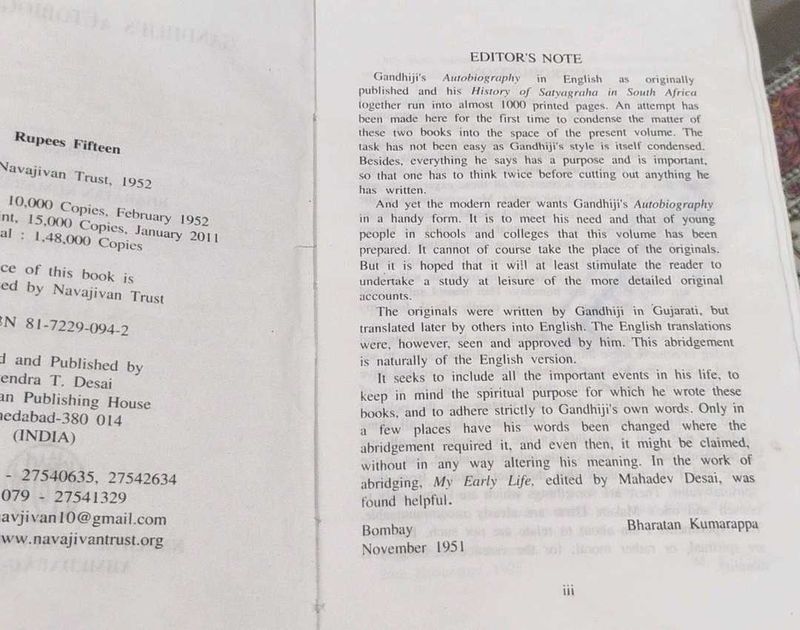 Rupees Fifteen
Navajivan Trust, 1952
10,000 Copies, February 1952
15,000 Copies, January 2011
: 1,48,000 Copies
of this book is
by Navajivan Trust
81-7229-094-2
and Published by
T. Desai
Publishing House
380 014
(INDIA)
- 27540635, 27542634
079 - 27541329
www.navajivantrust.org
EDITOR'S NOTE
Gandhiji's Autobiography in English as originally
published and his History of Satyagraha in South Africa
together run into almost 1000 printed pages. An attempt has
been made here for the first time to condense the matter of
these two books into the space of the present volume. The
task has not been easy as Gandhiji's style is itself condensed.
Besides, everything he says has a purpose and is important,
so that one has to think twice before cutting out anything he
has written.
And yet the modern reader wants Gandhiji's Autobiography
in a handy form. It is to meet his need and that of young
people in schools and colleges that this volume has been
prepared. It cannot of course take the place of the originals.
But it is hoped that it will at least stimulate the reader to
undertake a study at leisure of the more detailed original
accounts.
The originals were written by Gandhiji in Gujarati, but
translated later by others into English. The English translations
were, however, seen and approved by him. This abridgement
is naturally of the English version.
It seeks to include all the important events in his life, to
keep in mind the spiritual purpose for which he wrote these
books, and to adhere strictly to Gandhiji's own words. Only in
a few places have his words been changed where the
abridgement required it, and even then, it might be claimed,
without in any way altering his meaning. In the work of
abridging, My Early Life, edited by Mahadev Desai, was
found helpful.
Bombay
Bharatan Kumarappa
November 1951
iii